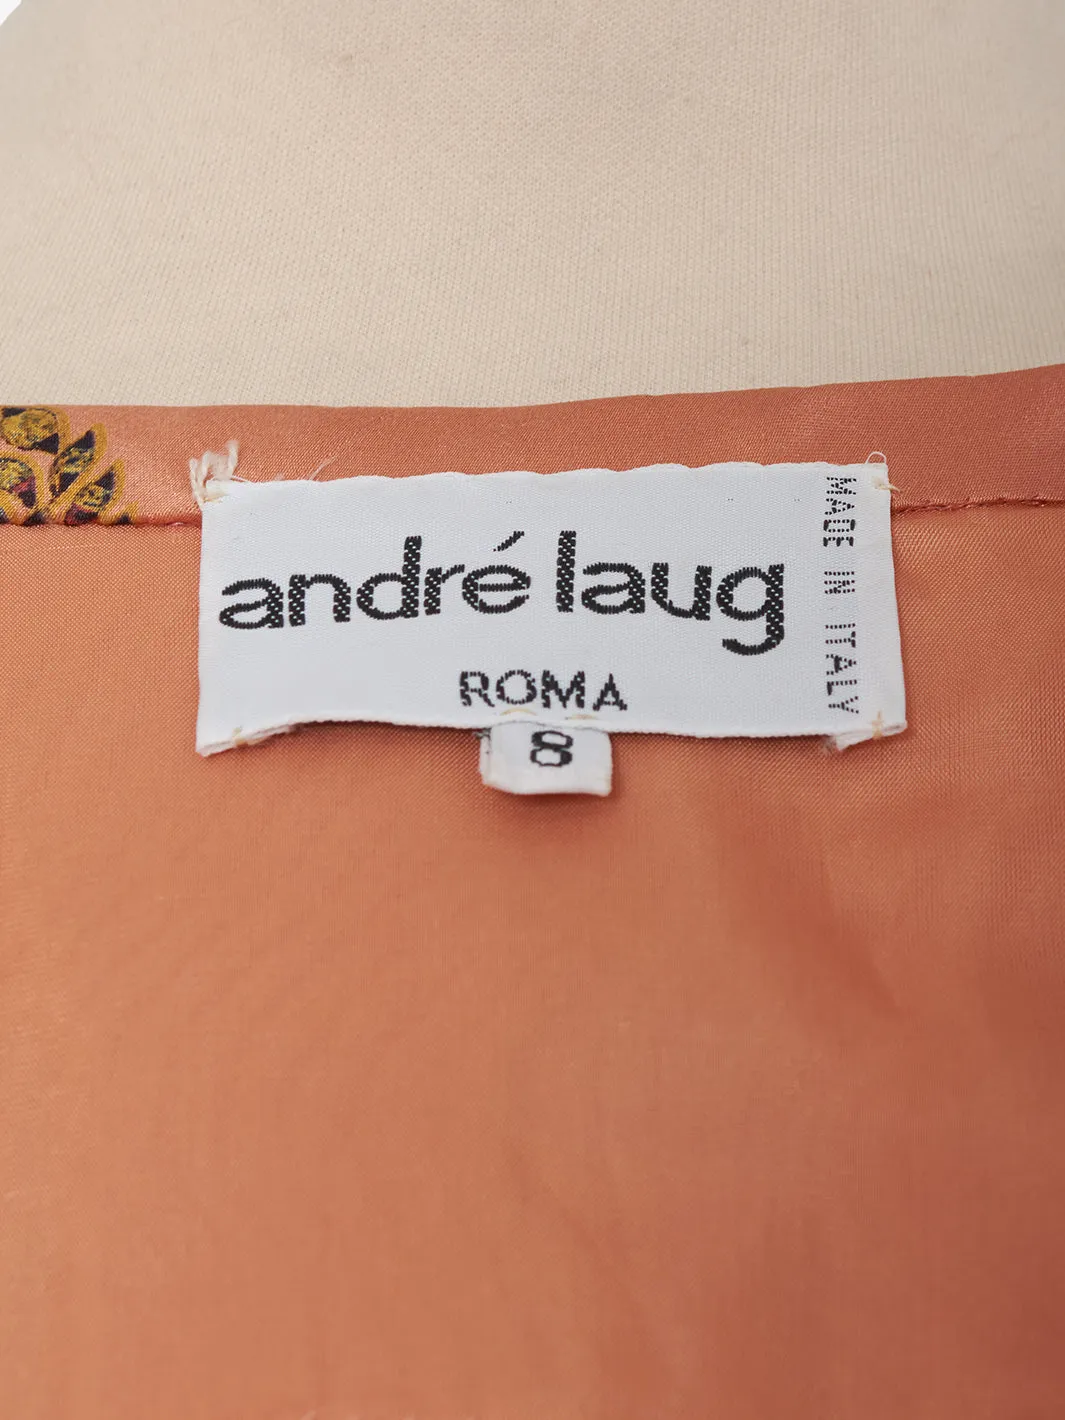 andré laug
ROMA
MADE IN ITALY
8